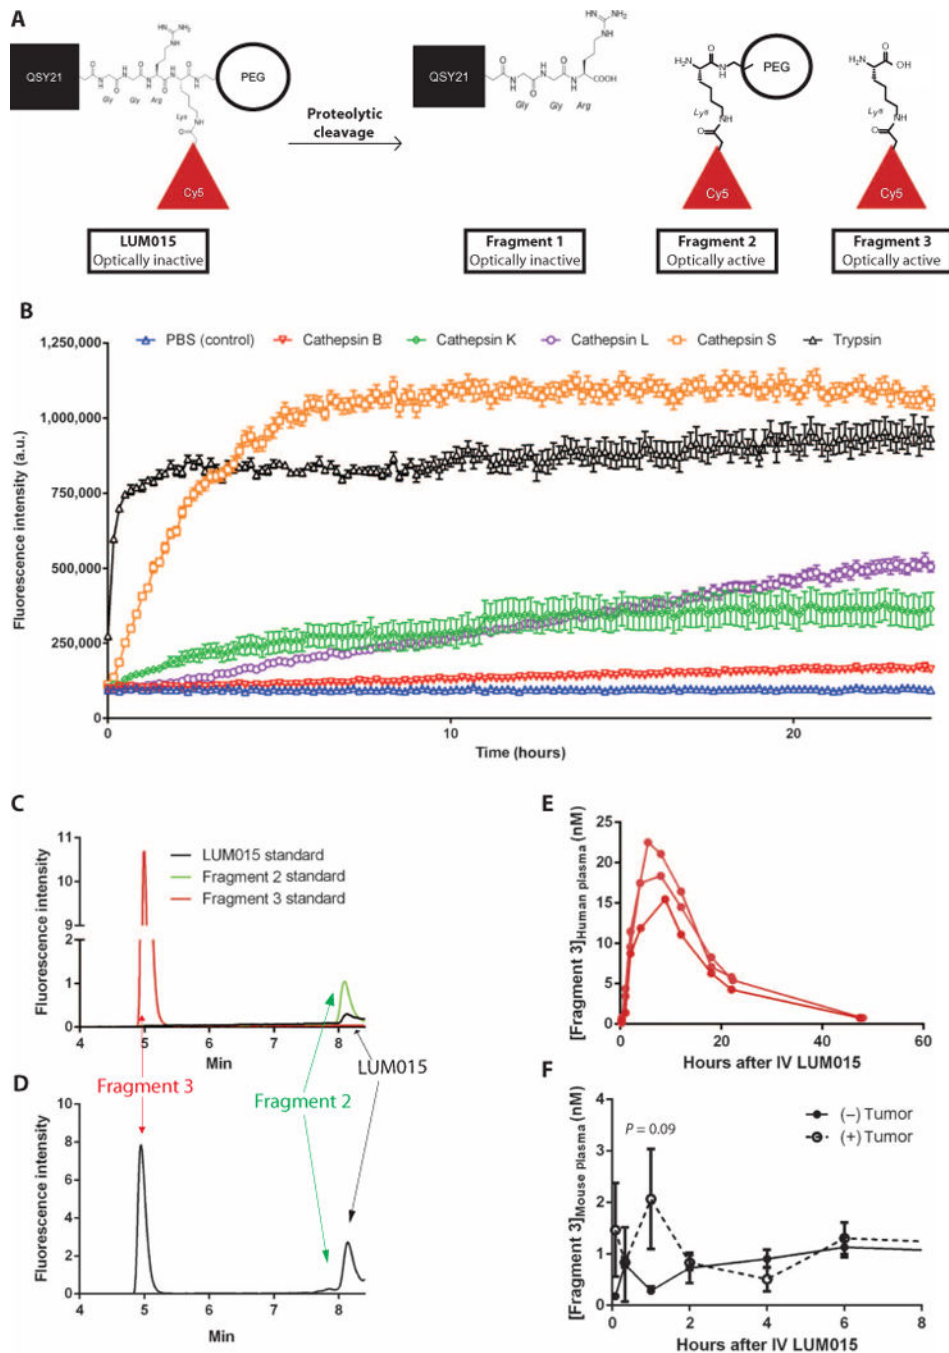 A
QSY21
Gly
Gly
Arg
Lys
PEG
Cy5
LUM015
Optically inactive
Proteolytic
cleavage
QSY21
Gly
Gly
Arg
COOH
Fragment 1
Optically inactive
H2N
PEG
Lys
Cy5
Fragment 2
Optically active
H2N
OH
Lys
Cy5
Fragment 3
Optically active
B
PBS (control)
Cathepsin B
Cathepsin K
Cathepsin L
Cathepsin S
Trypsin
Fluorescence intensity (a.u.)
1,250,000
1,000,000
750,000
500,000
250,000
0
0
10
20
Time (hours)
C
Fluorescence intensity
11
10
9
2
1
0
LUM015 standard
Fragment 2 standard
Fragment 3 standard
4
5
6
7
8
Min
Fragment 3
Fragment 2
LUM015
D
Fluorescence intensity
10
8
6
4
2
0
4
5
6
7
8
Min
E
[Fragment 3]Human plasma (nM)
25
20
15
10
5
0
0
20
40
60
Hours after IV LUM015
F
[Fragment 3]Mouse Plasma (nM)
4
3
2
1
0
P = 0.09
(−) Tumor
(+) Tumor
0
2
4
6
8
Hours after IV LUM015